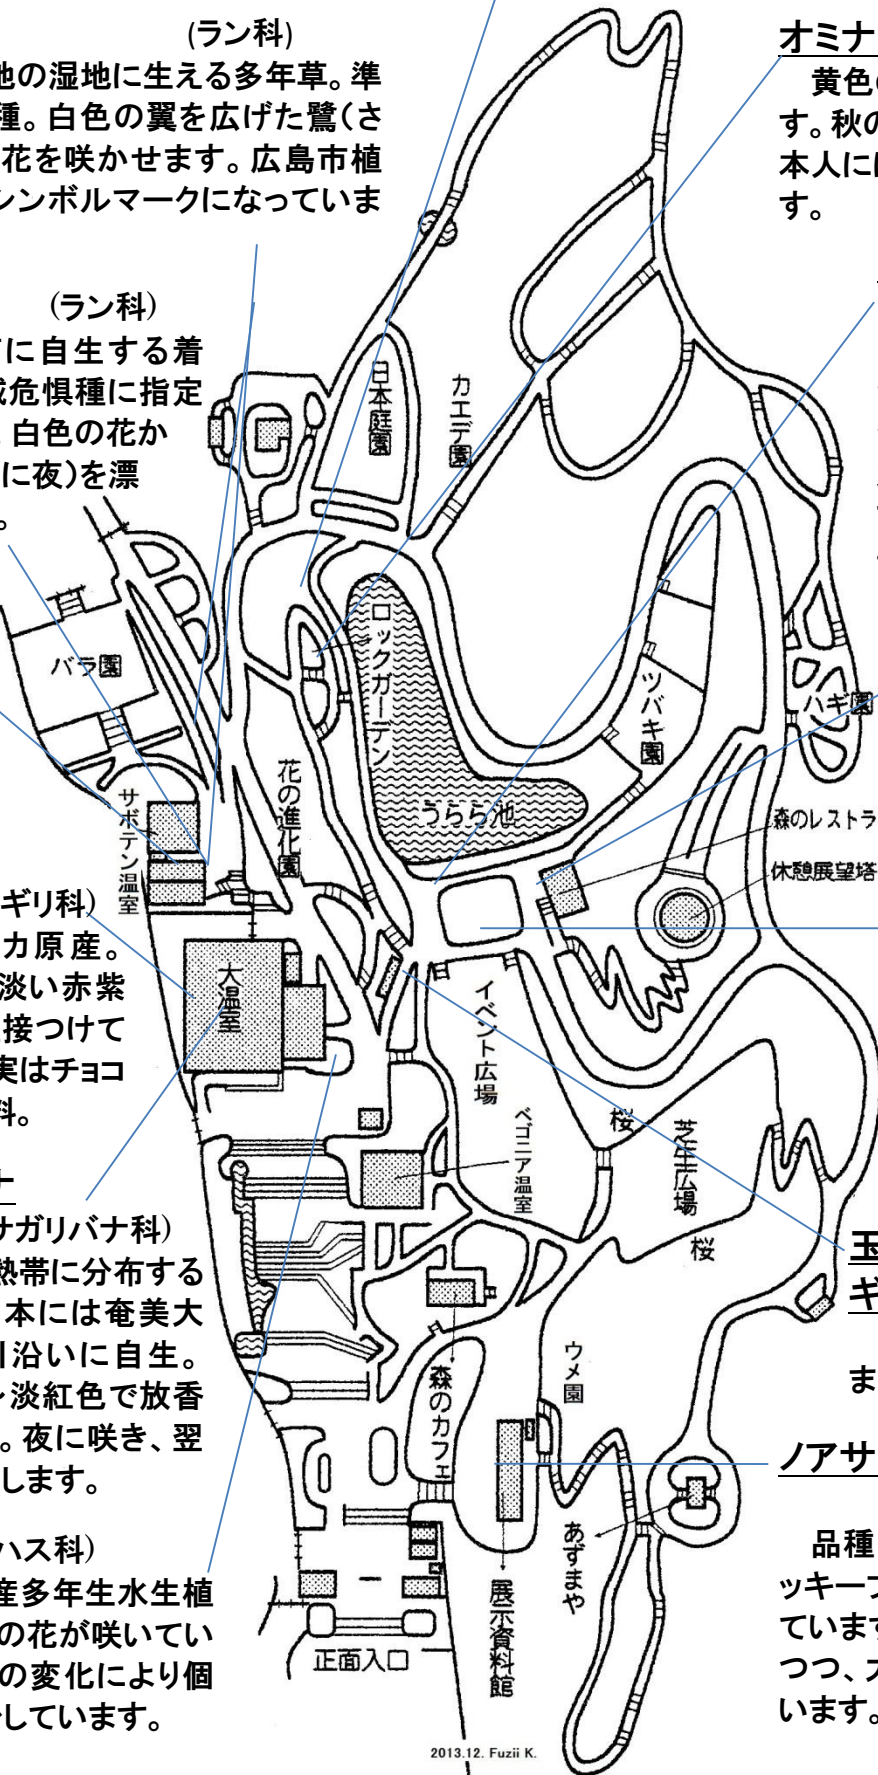 (ラン科)
池の湿地に生える多年草。準
種。白色の翼を広げた鷺(さ
花を咲かせます。広島市植
シンボルマークになっていま
(ラン科)
に自生する着
危惧種に指定
白色の花か
に夜)を漂
。
ギリ科)
カ原産。
淡い赤紫
接つけて
実はチョコ
料。
ナ
サガリバナ科)
熱帯に分布する
本には奄美大
川沿いに自生。
淡紅色で放香
。夜に咲き、翌
します。
ハス科)
産多年生水生植
の花が咲いてい
の変化により個
しています。
オミナ
黄色の
す。秋の
本人には
す。
玉
ギ
ま
ノアサ
品種
ッキーブ
ています
つつ、ス
います。
日本庭園
カエデ園
ロックガーデン
バラ園
ツバキ園
ハギ園
花の進化園
うらら池
サボテン温室
森のレストラ
休憩展望塔
大温室
イベント広場
ベゴニア温室
桜
芝生広場
桜
ウメ園
森のカフェ
あずまや
展示資料館
正面入口
2013.12. Fuzii K.